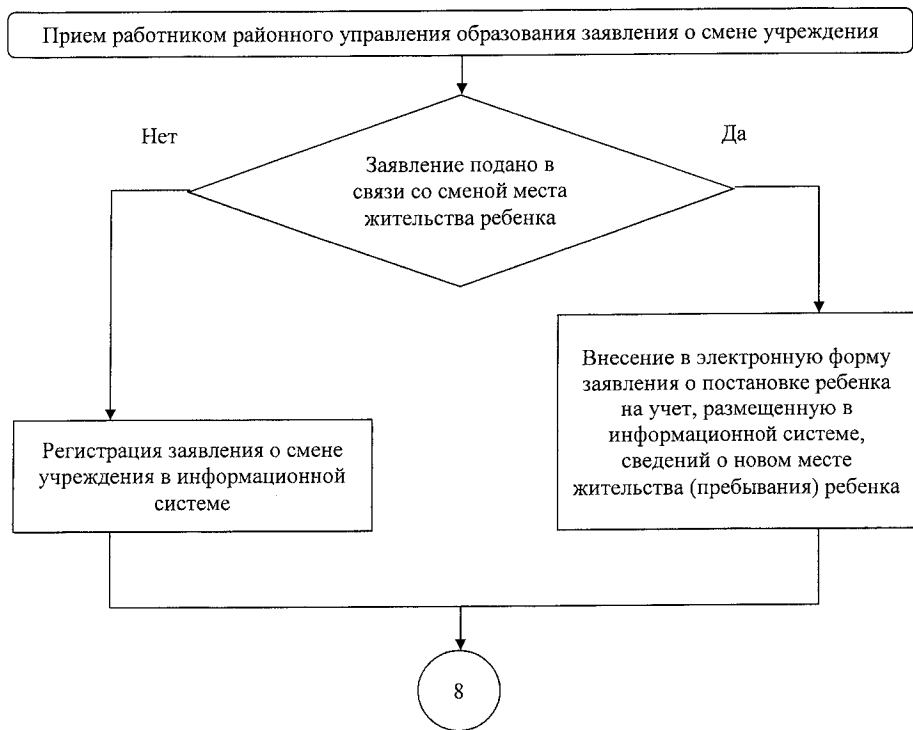 Прием работником районного управления образования заявления о смене учреждения
Нет
Да
Заявление подано в
связи со сменой места
жительства ребенка
Внесение в электронную форму
заявления о постановке ребенка
на учет, размещенную в
информационной системе,
сведений о новом месте
жительства (пребывания) ребенка
Регистрация заявления о смене
учреждения в информационной
системе
8